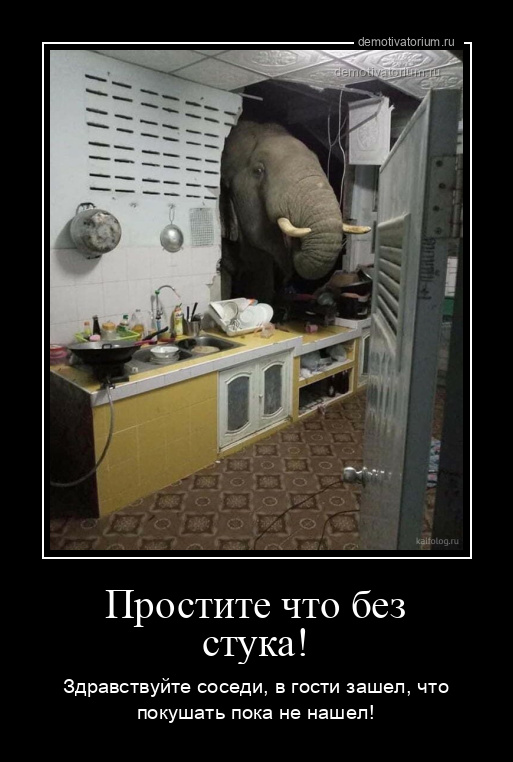 demotivatorium.ru
demotivatorium.ru
kaifolog.ru
Простите что без
стука!
Здравствуйте соседи, в гости зашел, что
покушать пока не нашел!